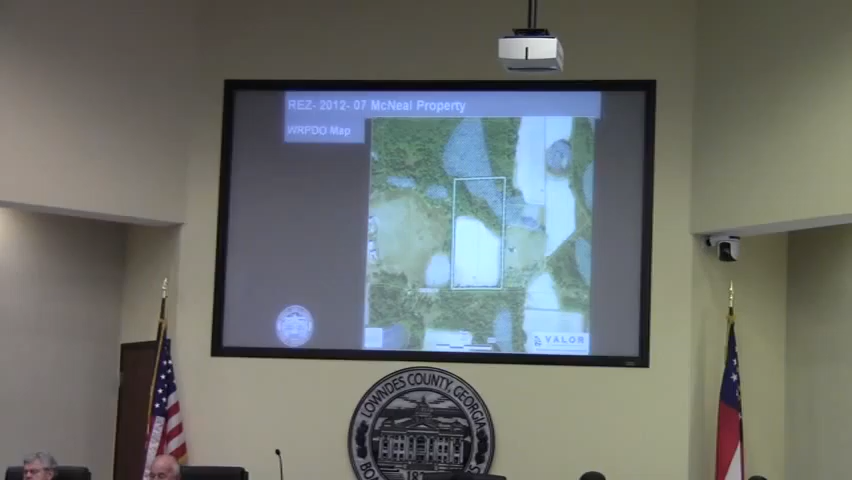 REZ- 2012- 07 McNeal Property
WRPDO Map
VALOR
LOWNDES COUNTY, GEORGIA